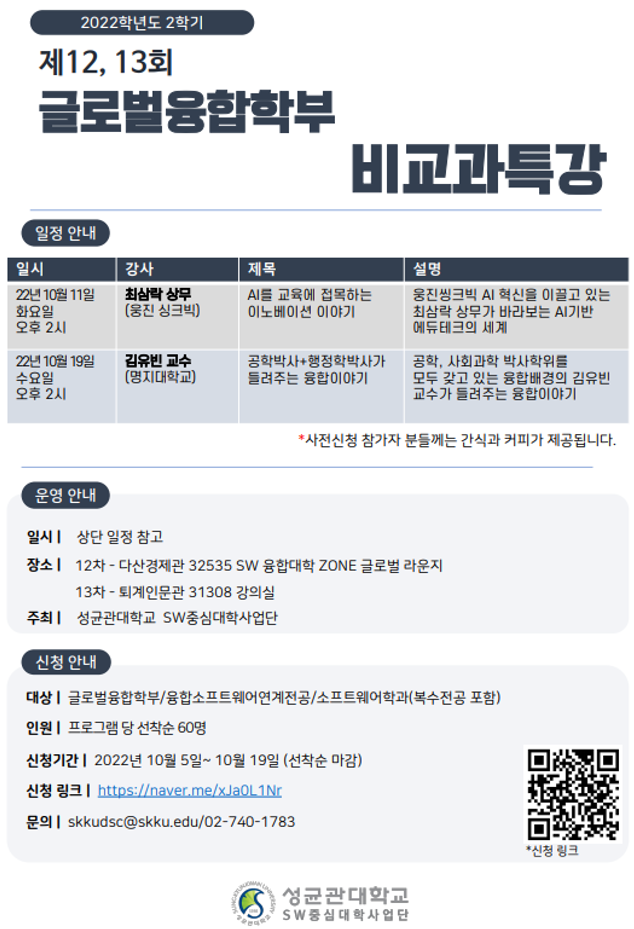 2022학년도 2학기
제12, 13회
글로벌융합학부
비교과특강
일정 안내
일시 강사 제목 설명
22년 10월 11일
화요일
오후 2시
최삼락 상무
(웅진 싱크빅)
AI를 교육에 접목하는
이노베이션 이야기
웅진씽크빅 AI 혁신을 이끌고 있는
최삼락 상무가 바라보는 AI기반
에듀테크의 세계
22년 10월 19일
수요일
오후 2시
김유빈 교수
(명지대학교)
공학박사+행정학박사가
들려주는 융합이야기
공학, 사회과학 박사학위를
모두 갖고 있는 융합배경의 김유빈
교수가 들려주는 융합이야기
*사전신청 참가자 분들께는 간식과 커피가 제공됩니다.
운영 안내
일시 | 상단 일정 참고
장소 | 12차 - 다산경제관 32535 SW 융합대학 ZONE 글로벌 라운지
13차 - 퇴계인문관 31308 강의실
주최 | 성균관대학교 SW중심대학사업단
신청 안내
대상 | 글로벌융합학부/융합소프트웨어연계전공/소프트웨어학과(복수전공 포함)
인원 | 프로그램 당 선착순 60명
신청기간 | 2022년 10월 5일~ 10월 19일 (선착순 마감)
신청 링크 | https://naver.me/xJa0L1Nr
문의 | skkudsc@skku.edu/02-740-1783
*신청 링크
성균관대학교
SW중심대학사업단